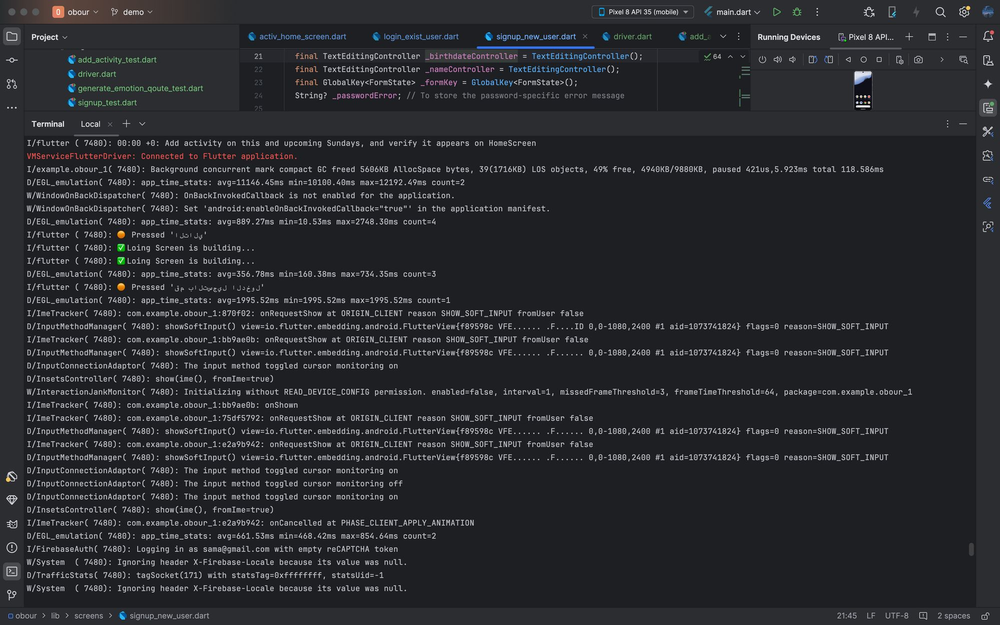 obour
demo
Pixel 8 API 35 (mobile)
main.dart
Project
activ_home_screen.dart
login_exist_user.dart
signup_new_user.dart
driver.dart
add_a
Running Devices
Pixel 8 API...
add_activity_test.dart
driver.dart
generate_emotion_qoute_test.dart
signup_test.dart
21 final TextEditingController _birthdateController = TextEditingController();
64
22 final TextEditingController _nameController = TextEditingController();
23 final GlobalKey<FormState> _formKey = GlobalKey<FormState>();
24 String? _passwordError; // To store the password-specific error message
25
Terminal
Local
I/flutter ( 7480): 00:00 +0: Add activity on this and upcoming Sundays, and verify it appears on HomeScreen
VMServiceFlutterDriver: Connected to Flutter application.
I/example.obour_1( 7480): Background concurrent mark compact GC freed 5606KB AllocSpace bytes, 39(1716KB) LOS objects, 49% free, 4940KB/9880KB, paused 421us,5.923ms total 118.586ms
D/EGL_emulation( 7480): app_time_stats: avg=11146.45ms min=10100.40ms max=12192.49ms count=2
W/WindowOnBackDispatcher( 7480): OnBackInvokedCallback is not enabled for the application.
W/WindowOnBackDispatcher( 7480): Set 'android:enableOnBackInvokedCallback="true"' in the application manifest.
D/EGL_emulation( 7480): app_time_stats: avg=889.27ms min=10.53ms max=2748.30ms count=4
I/flutter ( 7480): 🟠 Pressed 'التالي'
I/flutter ( 7480): ✅Loing Screen is building...
I/flutter ( 7480): ✅Loing Screen is building...
D/EGL_emulation( 7480): app_time_stats: avg=356.78ms min=160.38ms max=734.35ms count=3
I/flutter ( 7480): 🟠 Pressed 'قم بالتسجيل الدخول'
D/EGL_emulation( 7480): app_time_stats: avg=1995.52ms min=1995.52ms max=1995.52ms count=1
I/ImeTracker( 7480): com.example.obour_1:870f02: onRequestShow at ORIGIN_CLIENT reason SHOW_SOFT_INPUT fromUser false
D/InputMethodManager( 7480): showSoftInput() view=io.flutter.embedding.android.FlutterView{f89598c VFE...... .F....ID 0,0-1080,2400 #1 aid=1073741824} flags=0 reason=SHOW_SOFT_INPUT
I/ImeTracker( 7480): com.example.obour_1:bb9ae0b: onRequestShow at ORIGIN_CLIENT reason SHOW_SOFT_INPUT fromUser false
D/InputMethodManager( 7480): showSoftInput() view=io.flutter.embedding.android.FlutterView{f89598c VFE...... .F...... 0,0-1080,2400 #1 aid=1073741824} flags=0 reason=SHOW_SOFT_INPUT
D/InputConnectionAdaptor( 7480): The input method toggled cursor monitoring on
D/InsetsController( 7480): show(ime(), fromIme=true)
W/InteractionJankMonitor( 7480): Initializing without READ_DEVICE_CONFIG permission. enabled=false, interval=1, missedFrameThreshold=3, frameTimeThreshold=64, package=com.example.obour_1
I/ImeTracker( 7480): com.example.obour_1:bb9ae0b: onShown
I/ImeTracker( 7480): com.example.obour_1:75df5792: onRequestShow at ORIGIN_CLIENT reason SHOW_SOFT_INPUT fromUser false
D/InputMethodManager( 7480): showSoftInput() view=io.flutter.embedding.android.FlutterView{f89598c VFE...... .F...... 0,0-1080,2400 #1 aid=1073741824} flags=0 reason=SHOW_SOFT_INPUT
I/ImeTracker( 7480): com.example.obour_1:e2a9b942: onRequestShow at ORIGIN_CLIENT reason SHOW_SOFT_INPUT fromUser false
D/InputMethodManager( 7480): showSoftInput() view=io.flutter.embedding.android.FlutterView{f89598c VFE...... .F...... 0,0-1080,2400 #1 aid=1073741824} flags=0 reason=SHOW_SOFT_INPUT
D/InputConnectionAdaptor( 7480): The input method toggled cursor monitoring on
D/InputConnectionAdaptor( 7480): The input method toggled cursor monitoring off
D/InputConnectionAdaptor( 7480): The input method toggled cursor monitoring on
D/InsetsController( 7480): show(ime(), fromIme=true)
I/ImeTracker( 7480): com.example.obour_1:e2a9b942: onCancelled at PHASE_CLIENT_APPLY_ANIMATION
D/EGL_emulation( 7480): app_time_stats: avg=661.53ms min=468.42ms max=854.64ms count=2
I/FirebaseAuth( 7480): Logging in as sama@gmail.com with empty reCAPTCHA token
W/System  ( 7480): Ignoring header X-Firebase-Locale because its value was null.
D/TrafficStats( 7480): tagSocket(171) with statsTag=0xffffffff, statsUid=-1
W/System  ( 7480): Ignoring header X-Firebase-Locale because its value was null.
obour > lib > screens > signup_new_user.dart
21:45 LF UTF-8 2 spaces